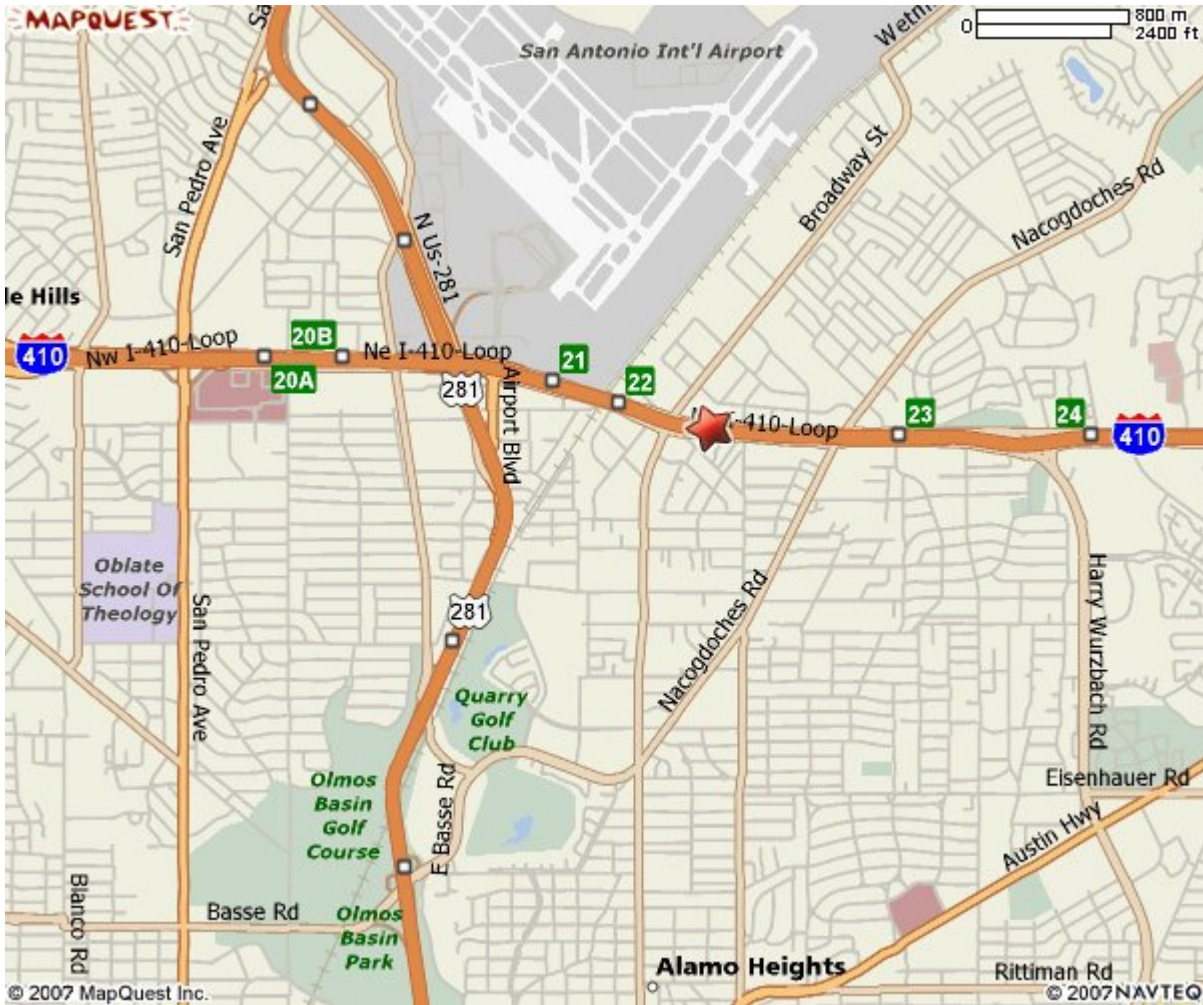 MAPQUEST
Sa
800 m
0
2400 ft
San Antonio Int'l Airport
Wetm
San Pedro Ave
Broadway St
Nacogdoches Rd
N Us-281
le Hills
410
Nw I-410-Loop
20B
Ne I-410-Loop
20A
281
Airport Blvd
21
22
I-410-Loop
23
24
410
Oblate
School Of
Theology
San Pedro Ave
281
Nacogdoches Rd
Harry Wurzbach Rd
Quarry
Golf
Club
Olmos
Basin
Golf
Course
E Basse Rd
Eisenhauer Rd
Austin Hwy
Blanco Rd
Basse Rd
Olmos
Basin
Park
Alamo Heights
Rittiman Rd
© 2007 MapQuest Inc.
© 2007 NAVTEQ